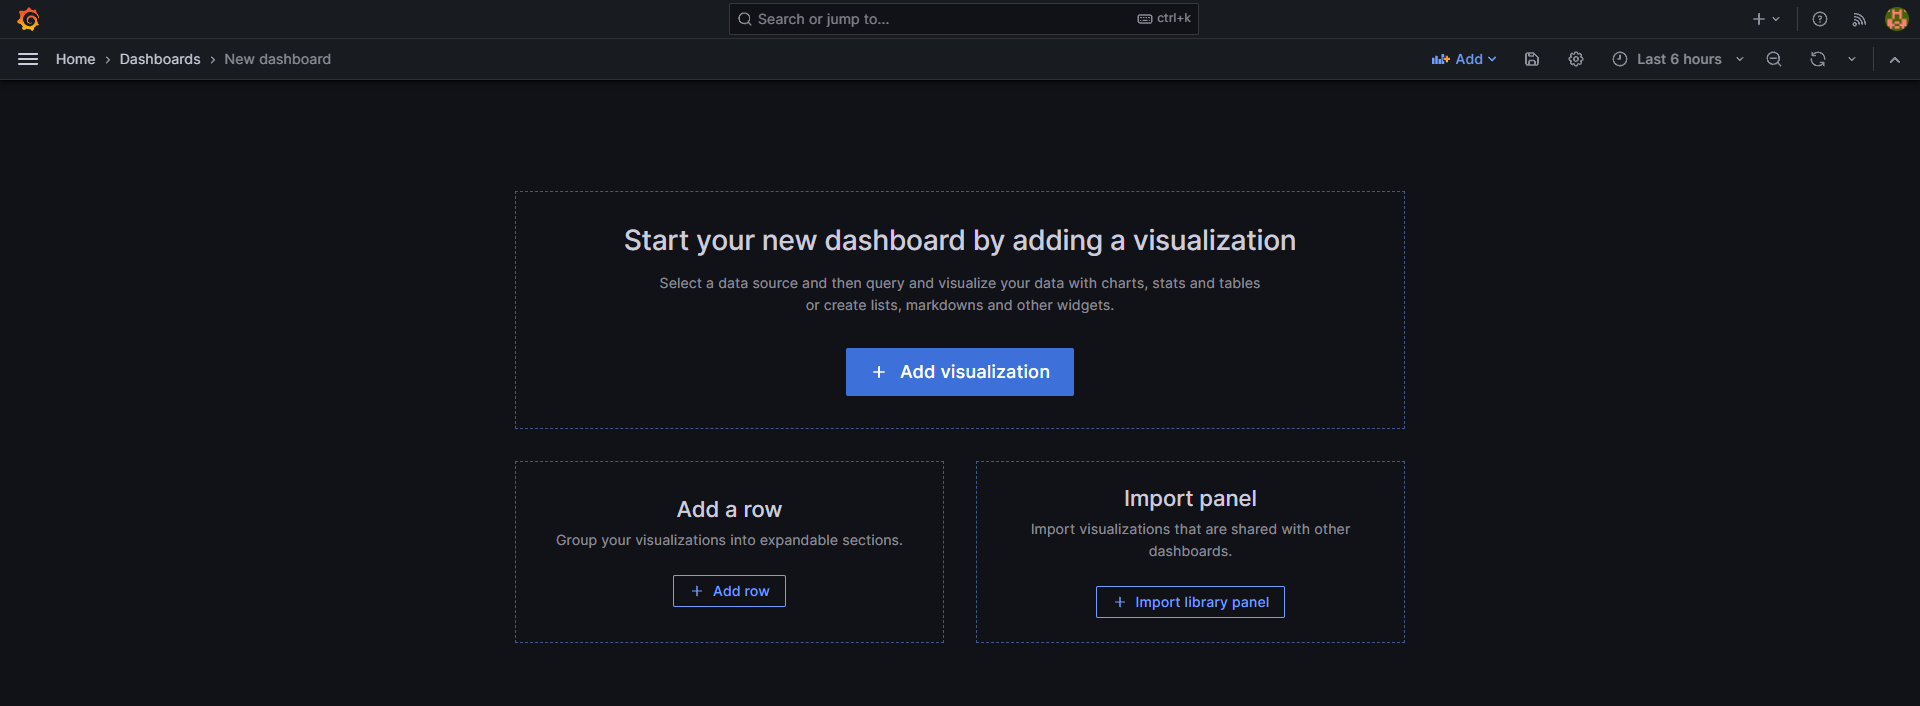 Search or jump to...
ctrl+k
Home › Dashboards › New dashboard
Add
Last 6 hours
Start your new dashboard by adding a visualization
Select a data source and then query and visualize your data with charts, stats and tables
or create lists, markdowns and other widgets.
+ Add visualization
Add a row
Group your visualizations into expandable sections.
+ Add row
Import panel
Import visualizations that are shared with other
dashboards.
+ Import library panel